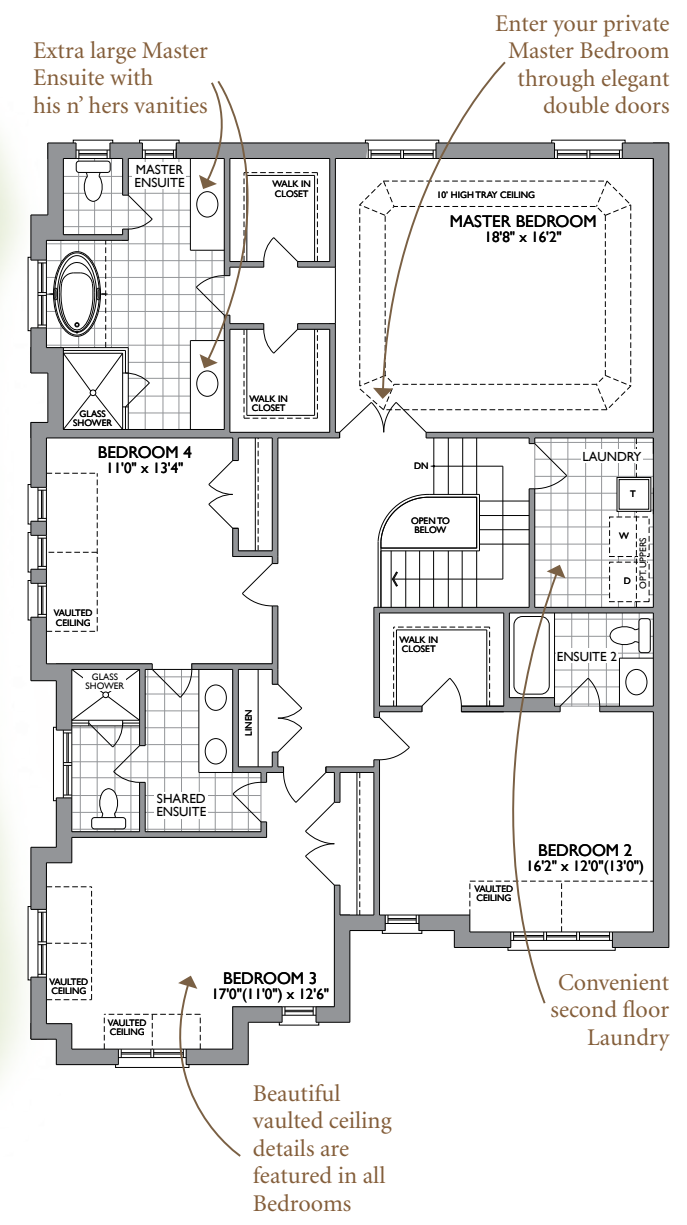 Extra large Master
Ensuite with
his n' hers vanities
Enter your private
Master Bedroom
through elegant
double doors
MASTER
ENSUITE
WALK IN
CLOSET
10' HIGH TRAY CEILING
MASTER BEDROOM
18'8" x 16'2"
WALK IN
CLOSET
GLASS
SHOWER
BEDROOM 4
11'0" x 13'4"
VAULTED
CEILING
DN
OPEN TO
BELOW
LAUNDRY
T
W
D
OPT. UPPERS
WALK IN
CLOSET
ENSUITE 2
GLASS
SHOWER
LINEN
SHARED
ENSUITE
BEDROOM 2
16'2" x 12'0"(13'0")
VAULTED
CEILING
BEDROOM 3
17'0"(11'0") x 12'6"
VAULTED
CEILING
VAULTED
CEILING
Convenient
second floor
Laundry
Beautiful
vaulted ceiling
details are
featured in all
Bedrooms